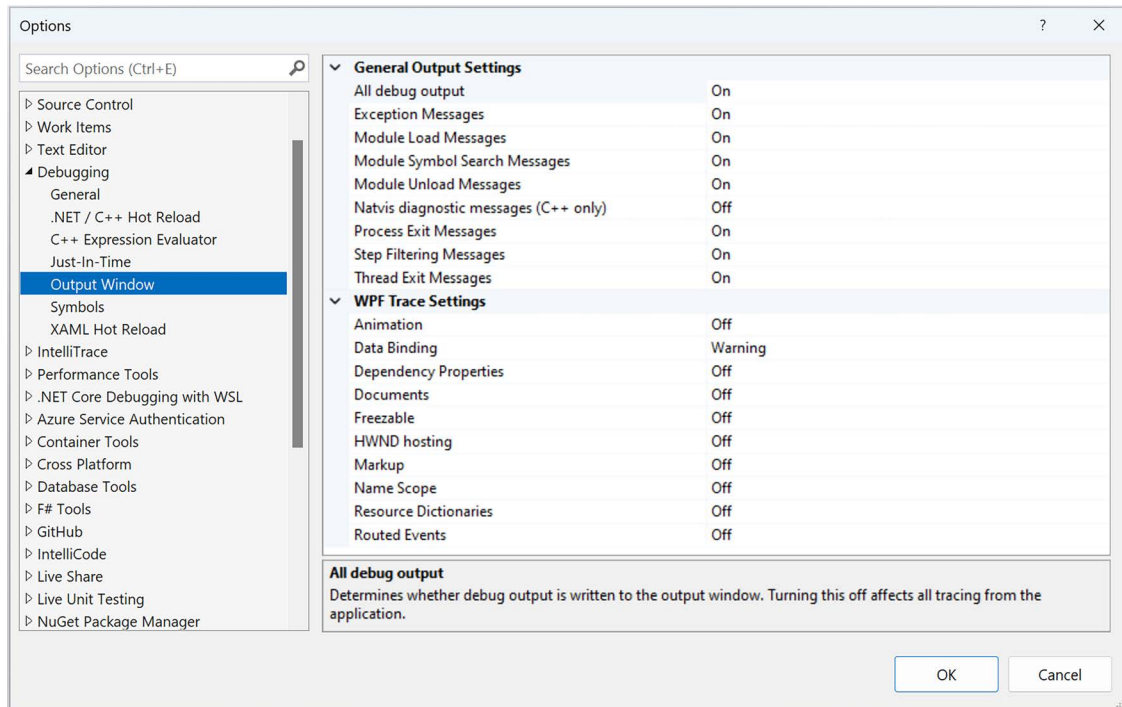 Options
?
Search Options (Ctrl+E)
Source Control
Work Items
Text Editor
Debugging
General
.NET / C++ Hot Reload
C++ Expression Evaluator
Just-In-Time
Output Window
Symbols
XAML Hot Reload
IntelliTrace
Performance Tools
.NET Core Debugging with WSL
Azure Service Authentication
Container Tools
Cross Platform
Database Tools
F# Tools
GitHub
IntelliCode
Live Share
Live Unit Testing
NuGet Package Manager
General Output Settings
All debug output On
Exception Messages On
Module Load Messages On
Module Symbol Search Messages On
Module Unload Messages On
Natvis diagnostic messages (C++ only) Off
Process Exit Messages On
Step Filtering Messages On
Thread Exit Messages On
WPF Trace Settings
Animation Off
Data Binding Warning
Dependency Properties Off
Documents Off
Freezable Off
HWND hosting Off
Markup Off
Name Scope Off
Resource Dictionaries Off
Routed Events Off
All debug output
Determines whether debug output is written to the output window. Turning this off affects all tracing from the
application.
OK
Cancel